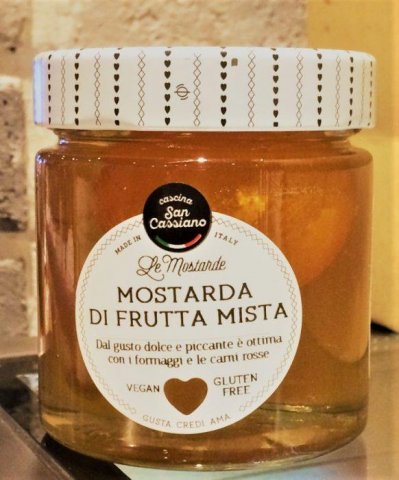 cascina
San
Cassiano
MADE IN ITALY
Le Mostarde
MOSTARDA
DI FRUTTA MISTA
Dal gusto dolce e piccante è ottima
con i formaggi e le carni rosse
VEGAN GLUTEN
FREE
GUSTA CREDI AMA